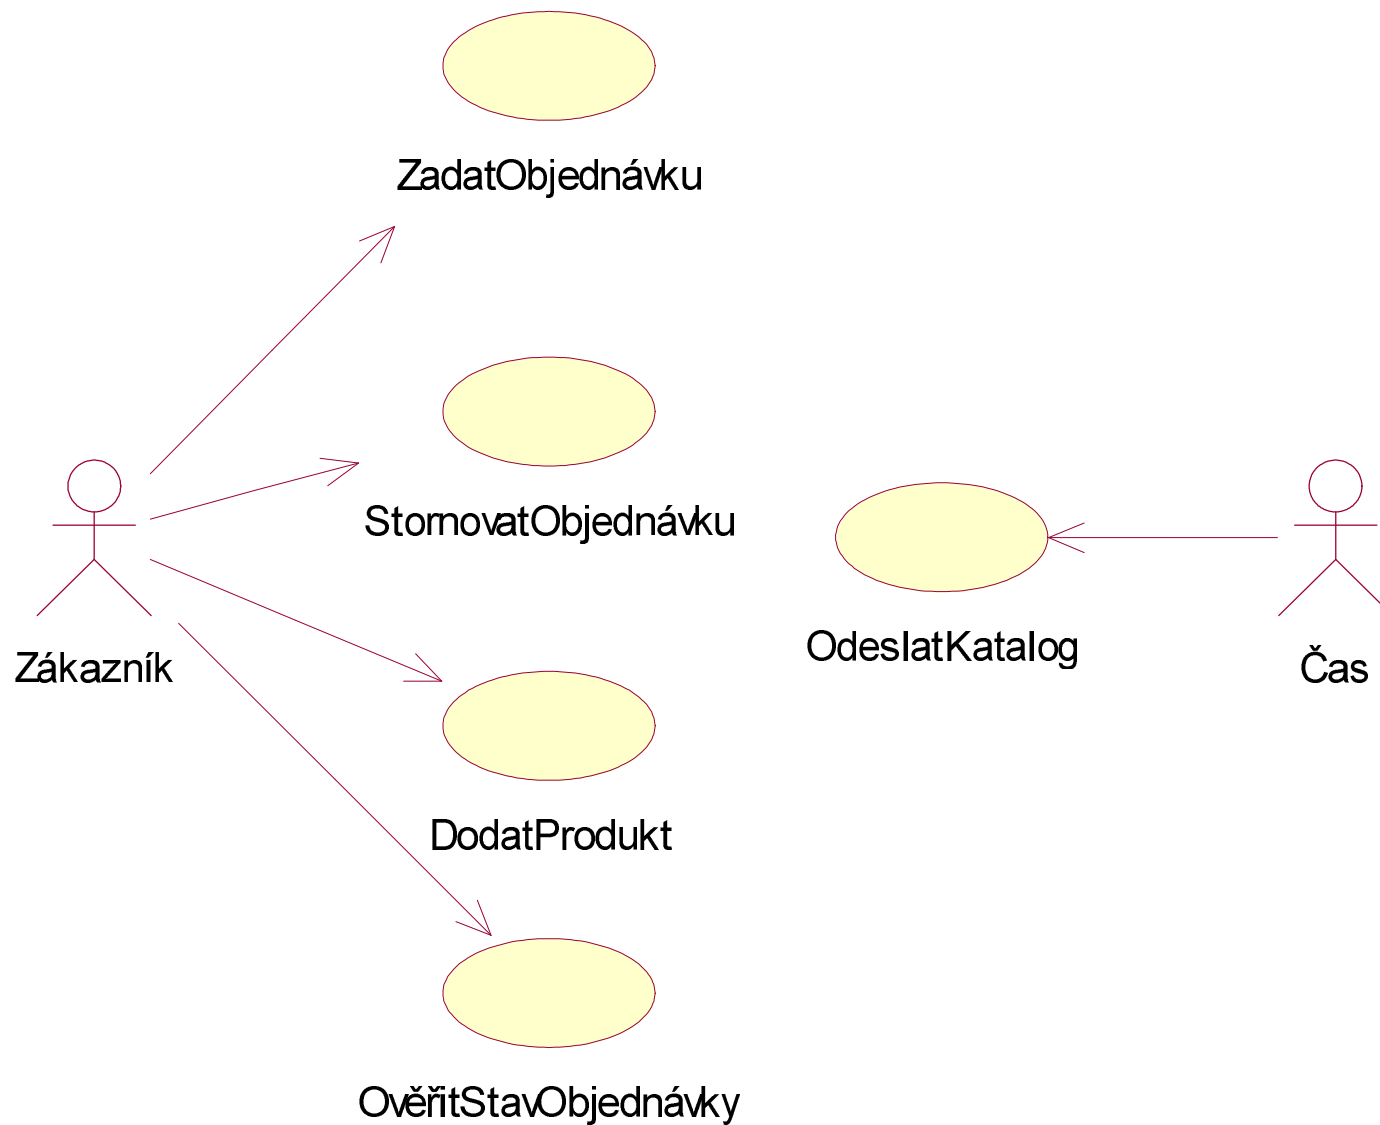 ZadatObjednávku
StornovatObjednávku
Zákazník
OdeslatKatalog
Čas
DodatProdukt
OvěřitStavObjednávky